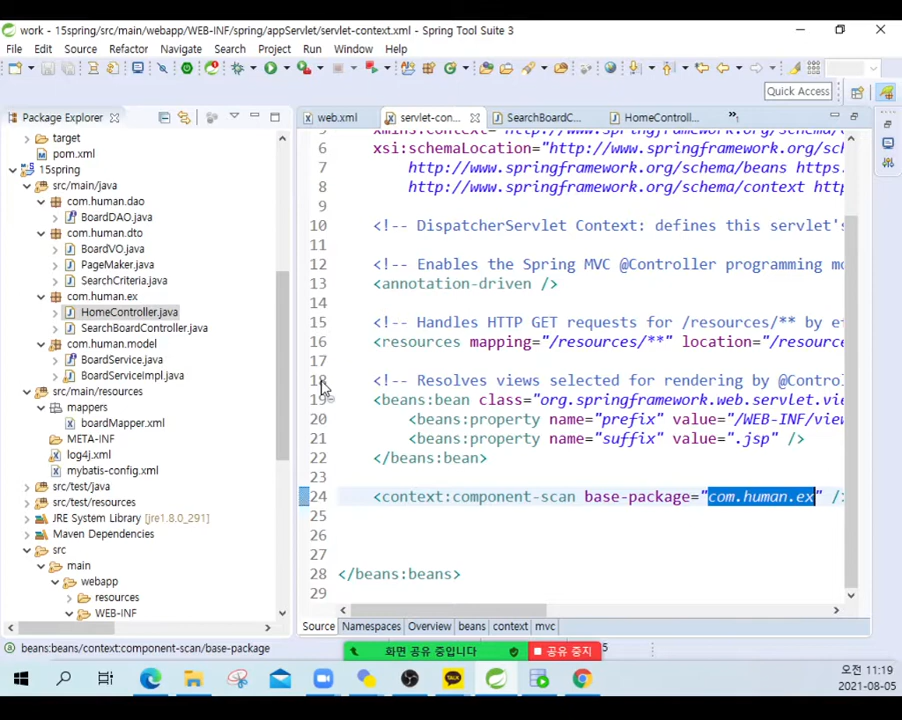 work - 15spring/src/main/webapp/WEB-INF/spring/appServlet/servlet-context.xml - Spring Tool Suite 3
File Edit Source Refactor Navigate Search Project Run Window Help
Quick Access
Package Explorer
web.xml
servlet-con...
SearchBoardC...
HomeControll...
target
pom.xml
15spring
src/main/java
com.human.dao
BoardDAO.java
com.human.dto
BoardVO.java
PageMaker.java
SearchCriteria.java
com.human.ex
HomeController.java
SearchBoardController.java
com.human.model
BoardService.java
BoardServiceImpl.java
src/main/resources
mappers
boardMapper.xml
META-INF
log4j.xml
mybatis-config.xml
src/test/java
src/test/resources
JRE System Library [jre1.8.0_291]
Maven Dependencies
src
main
webapp
resources
WEB-INF
6 xsi:schemaLocation="http://www.springframework.org/sch
7 http://www.springframework.org/schema/beans https:
8 http://www.springframework.org/schema/context http
9
10 <!-- DispatcherServlet Context: defines this servlet's
11
12 <!-- Enables the Spring MVC @Controller programming mo
13 <annotation-driven />
14
15 <!-- Handles HTTP GET requests for /resources/** by ef
16 <resources mapping="/resources/**" location="/resourc
17
18 <!-- Resolves views selected for rendering by @Contro
19 <beans:bean class="org.springframework.web.servlet.vie
20 <beans:property name="prefix" value="/WEB-INF/view
21 <beans:property name="suffix" value=".jsp" />
22 </beans:bean>
23
24 <context:component-scan base-package="com.human.ex" />
25
26
27
28 </beans:beans>
29
Source Namespaces Overview beans context mvc
beans:beans/context:component-scan/base-package
화면 공유 중입니다
공유 중지
5
오전 11:19
2021-08-05